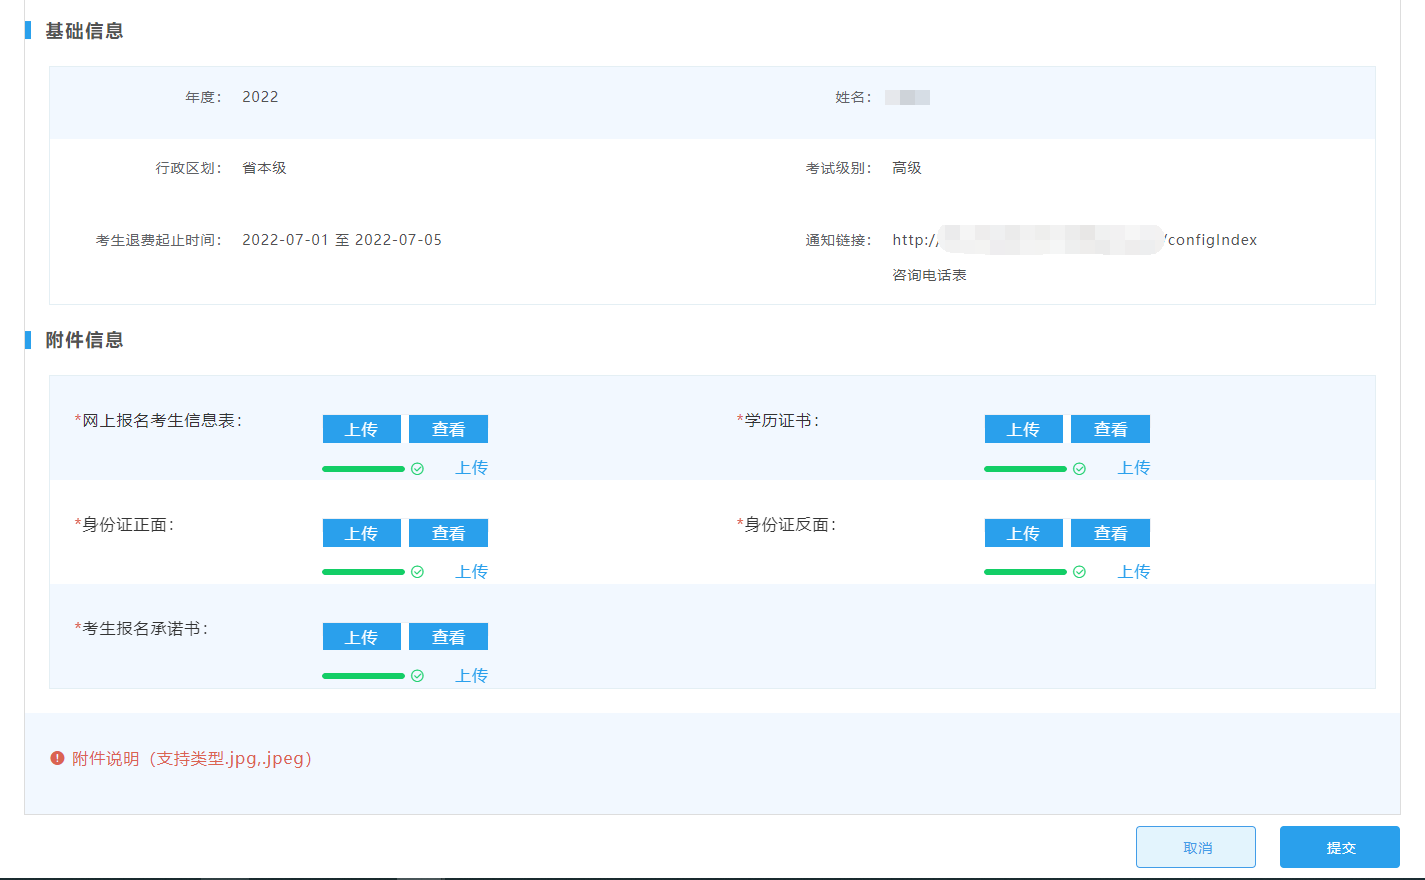 基础信息
年度： 2022 姓名：
行政区划： 省本级 考试级别： 高级
考生退费起止时间： 2022-07-01 至 2022-07-05 通知链接： http:/ /configIndex
咨询电话表
附件信息
*网上报名考生信息表： 上传 查看 *学历证书： 上传 查看
上传 上传
*身份证正面： 上传 查看 *身份证反面： 上传 查看
上传 上传
*考生报名承诺书： 上传 查看
上传
附件说明（支持类型.jpg,.jpeg）
取消 提交